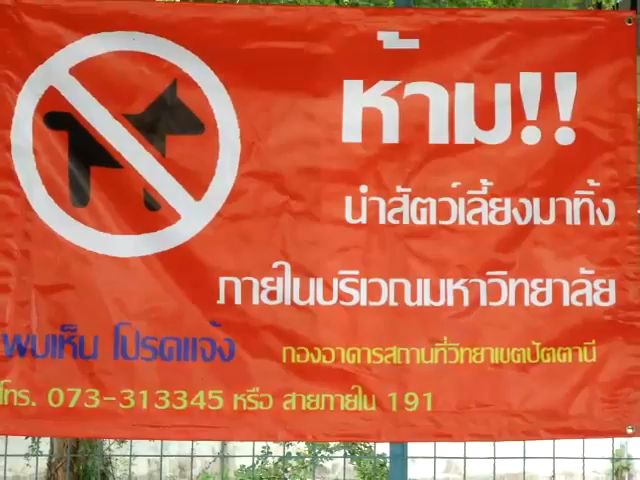 ห้าม!!
นำสัตว์เลี้ยงมาทิ้ง
ภายในบริเวณมหาวิทยาลัย
พบเห็น โปรดแจ้ง กองอาคารสถานที่วิทยาเขตปัตตานี
โทร. 073-313345 หรือ สายภายใน 191